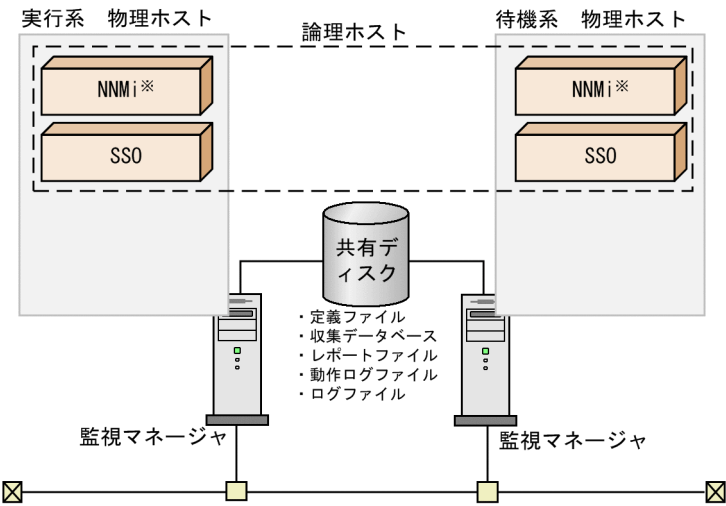 実行系　物理ホスト
待機系　物理ホスト
論理ホスト
NNMi※
NNMi※
SSO
SSO
共有デ
ィスク
・定義ファイル
・収集データベース
・レポートファイル
・動作ログファイル
・ログファイル
監視マネージャ
監視マネージャ